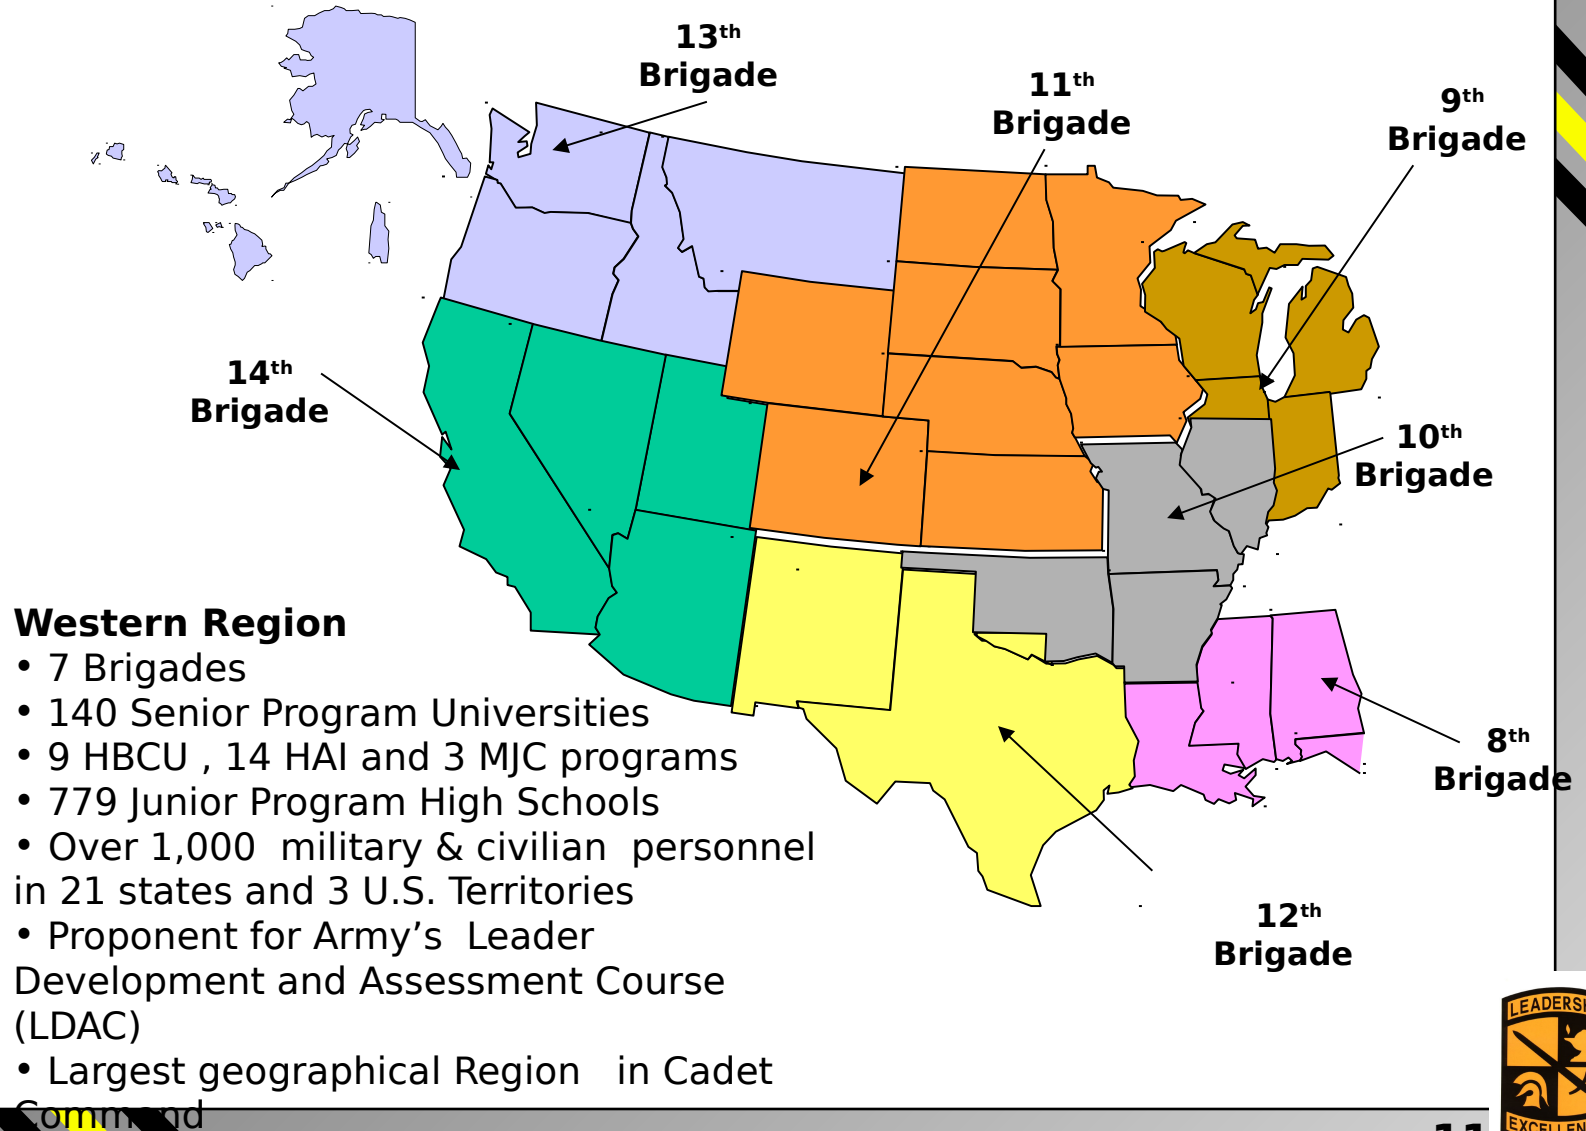 13th
Brigade
11th
Brigade
9th
Brigade
14th
Brigade
10th
Brigade
Western Region
• 7 Brigades
• 140 Senior Program Universities
• 9 HBCU , 14 HAI and 3 MJC programs
• 779 Junior Program High Schools
• Over 1,000 military & civilian personnel
in 21 states and 3 U.S. Territories
• Proponent for Army’s Leader
Development and Assessment Course
(LDAC)
• Largest geographical Region in Cadet
Command
8th
Brigade
12th
Brigade
LEADERS
EXCELLEN
11